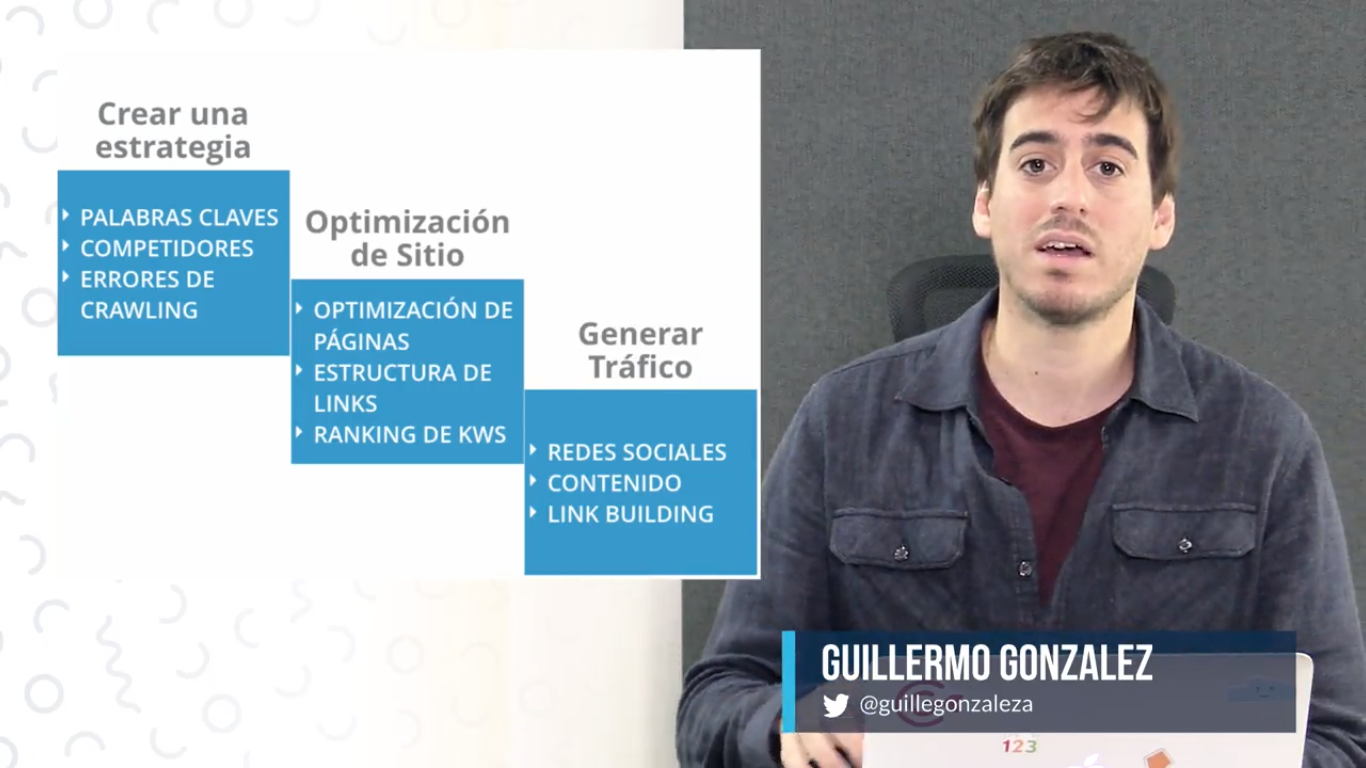 Crear una
estrategia
PALABRAS CLAVES
COMPETIDORES
ERRORES DE
CRAWLING
Optimización
de Sitio
OPTIMIZACIÓN DE
PÁGINAS
ESTRUCTURA DE
LINKS
RANKING DE KWS
Generar
Tráfico
REDES SOCIALES
CONTENIDO
LINK BUILDING
GUILLERMO GONZALEZ
@guillegonzaleza
123